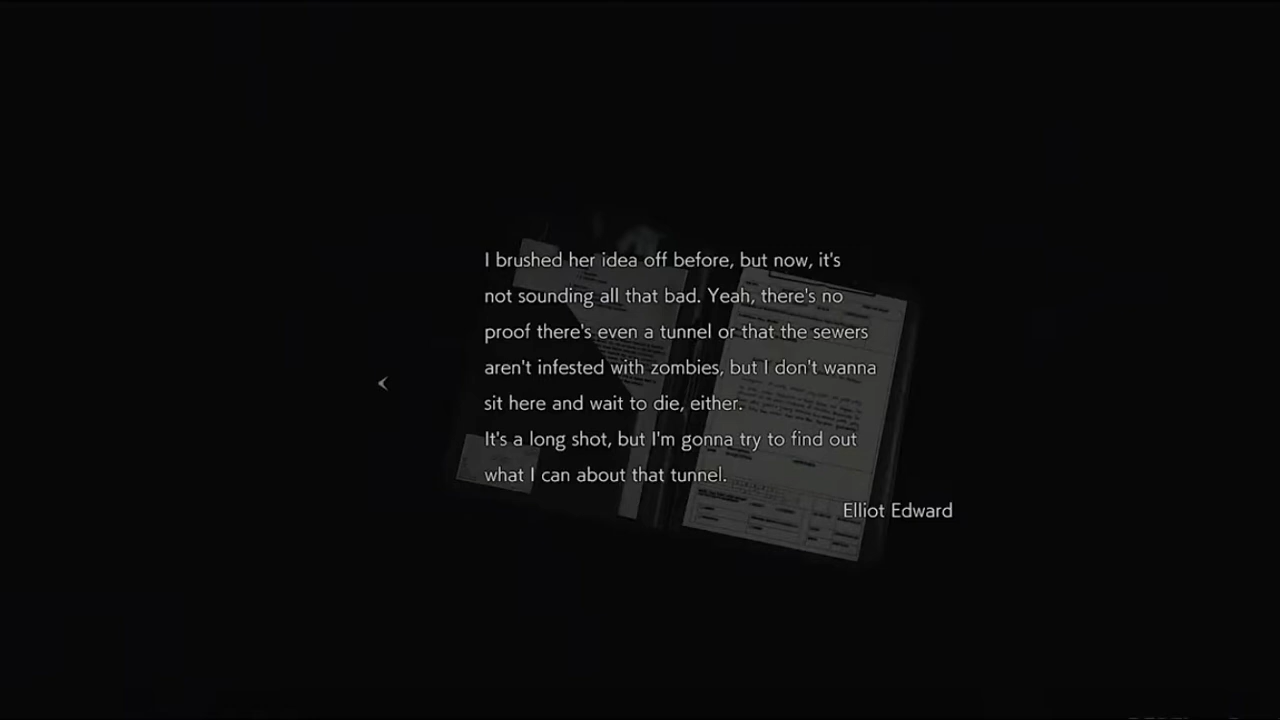 I brushed her idea off before, but now, it's
not sounding all that bad. Yeah, there's no
proof there's even a tunnel or that the sewers
aren't infested with zombies, but I don't wanna
sit here and wait to die, either.
It's a long shot, but I'm gonna try to find out
what I can about that tunnel.
Elliot Edward